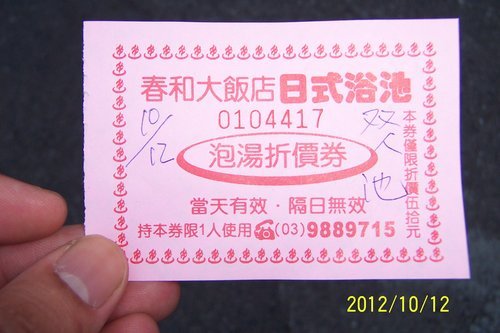 春和大飯店日式浴池
0104417
泡湯折價券
當天有效·隔日無效
持本券限1人使用☎(03)9889715
本券僅限折價伍拾元
10/12
双人池
2012/10/12